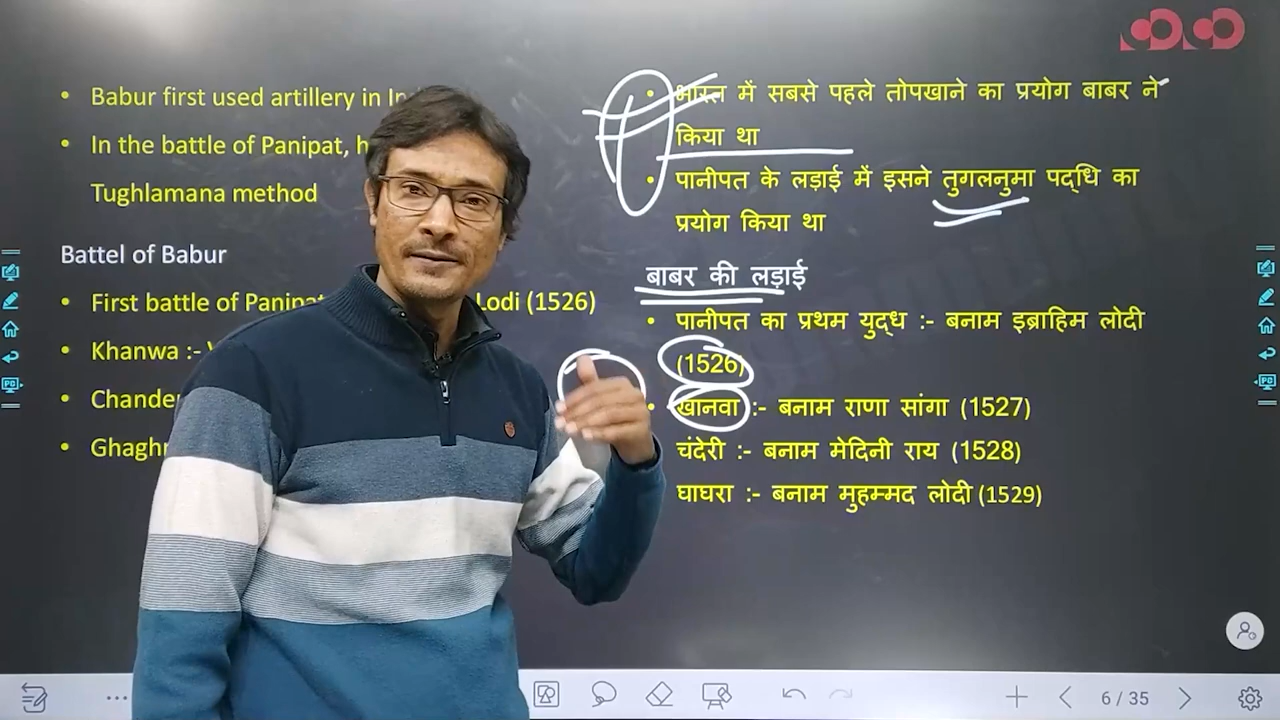 Babur first used artillery in In
In the battle of Panipat, h
Tughlamana method
Battel of Babur
First battle of Panipat
Lodi (1526)
Khanwa :-
Chande
Ghaghr
भारत में सबसे पहले तोपखाने का प्रयोग बाबर ने
किया था
पानीपत के लड़ाई में इसने तुगलनुमा पद्धि का
प्रयोग किया था
बाबर की लड़ाई
पानीपत का प्रथम युद्ध :- बनाम इब्राहिम लोदी
(1526)
खानवा :- बनाम राणा सांगा (1527)
चंदेरी :- बनाम मेदिनी राय (1528)
घाघरा :- बनाम मुहम्मद लोदी (1529)
6 / 35